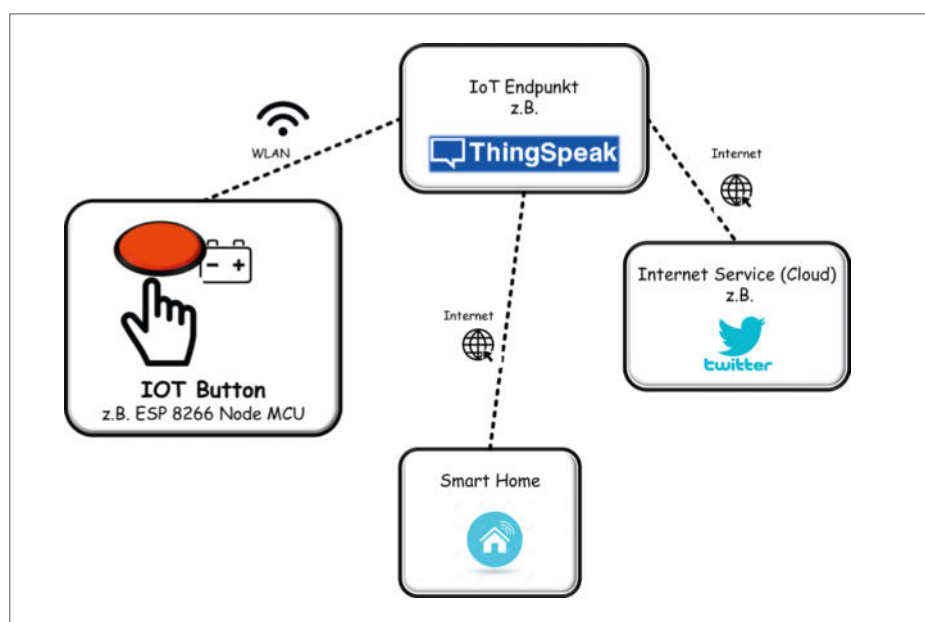 IoT Endpunkt
z.B.
ThingSpeak
WLAN
Internet
Internet Service (Cloud)
z.B.
twitter
IOT Button
z.B. ESP 8266 Node MCU
Internet
Smart Home